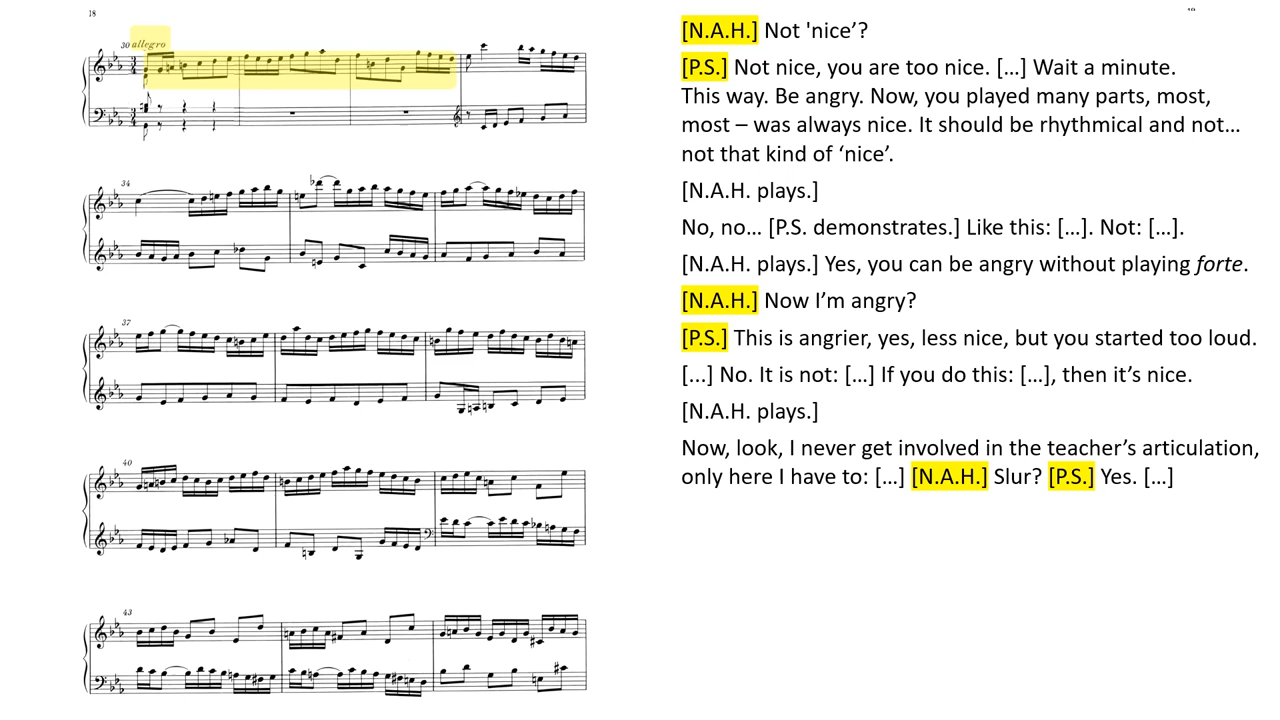 18
30 allegro
34
37
40
43
[N.A.H.] Not 'nice’?
[P.S.] Not nice, you are too nice. […] Wait a minute.
This way. Be angry. Now, you played many parts, most,
most – was always nice. It should be rhythmical and not…
not that kind of ‘nice’.
[N.A.H. plays.]
No, no… [P.S. demonstrates.] Like this: […]. Not: […].
[N.A.H. plays.] Yes, you can be angry without playing forte.
[N.A.H.] Now I’m angry?
[P.S.] This is angrier, yes, less nice, but you started too loud.
[...] No. It is not: […] If you do this: […], then it’s nice.
[N.A.H. plays.]
Now, look, I never get involved in the teacher’s articulation,
only here I have to: […] [N.A.H.] Slur? [P.S.] Yes. […]